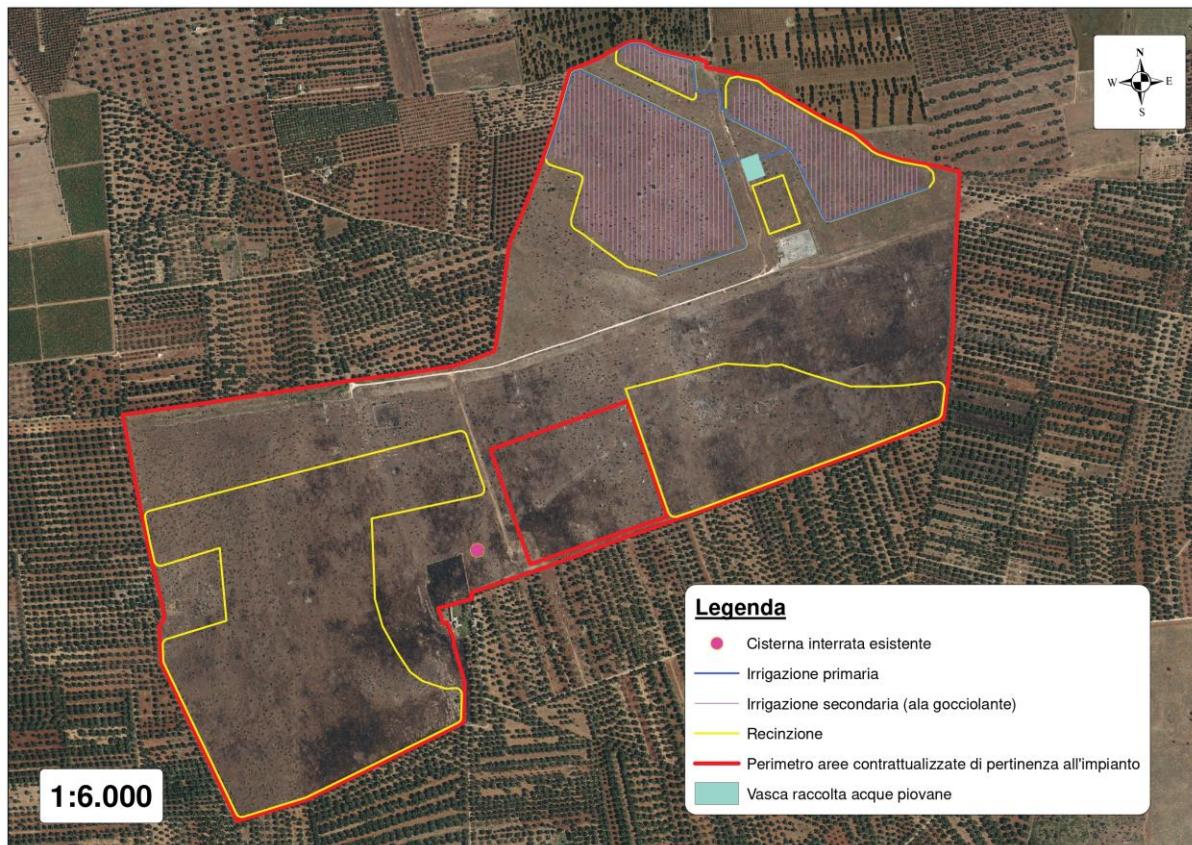 N
W E
S
Legenda
Cisterna interrata esistente
Irrigazione primaria
Irrigazione secondaria (ala gocciolante)
Recinzione
Perimetro aree contrattualizzate di pertinenza all'impianto
Vasca raccolta acque piovane
1:6.000